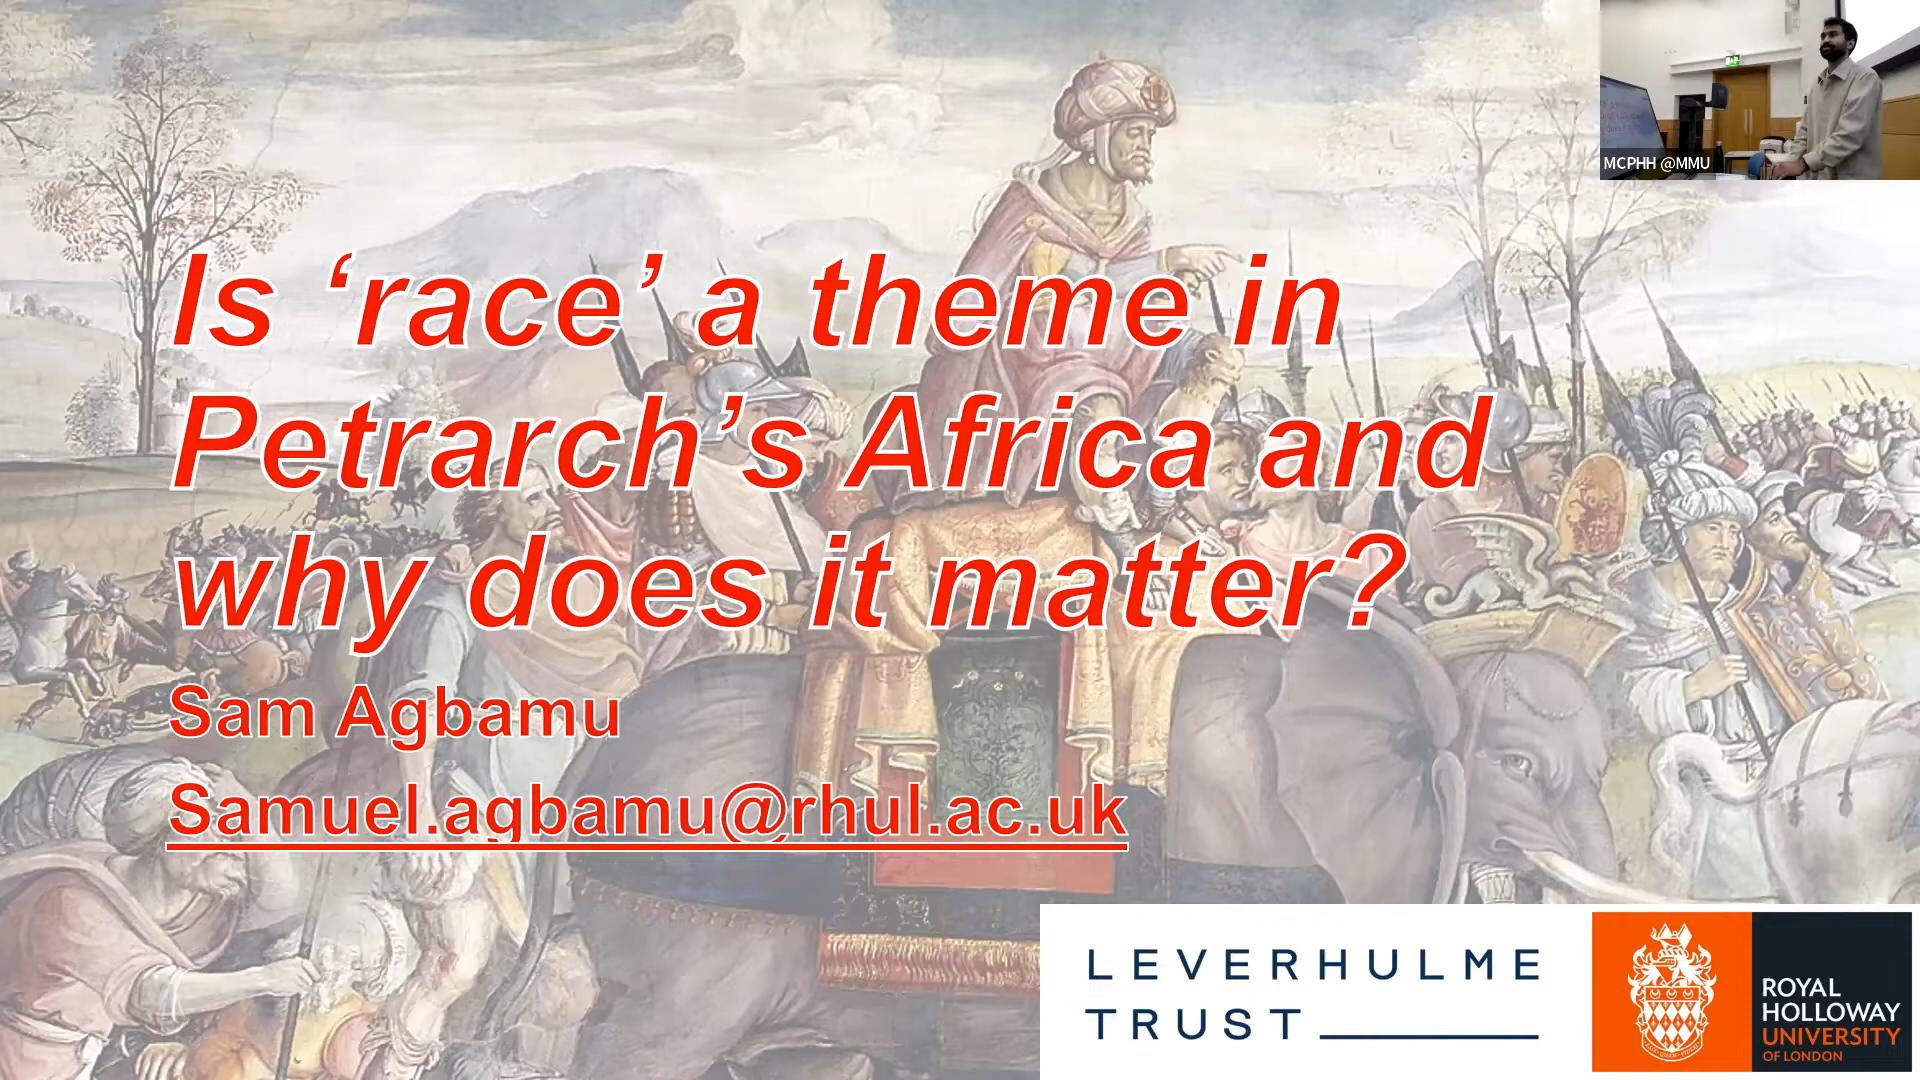 MCPHH @MMU
Is ‘race’ a theme in
Petrarch’s Africa and
why does it matter?
Sam Agbamu
Samuel.agbamu@rhul.ac.uk
LEVERHULME
TRUST
ROYAL
HOLLOWAY
UNIVERSITY
OF LONDON